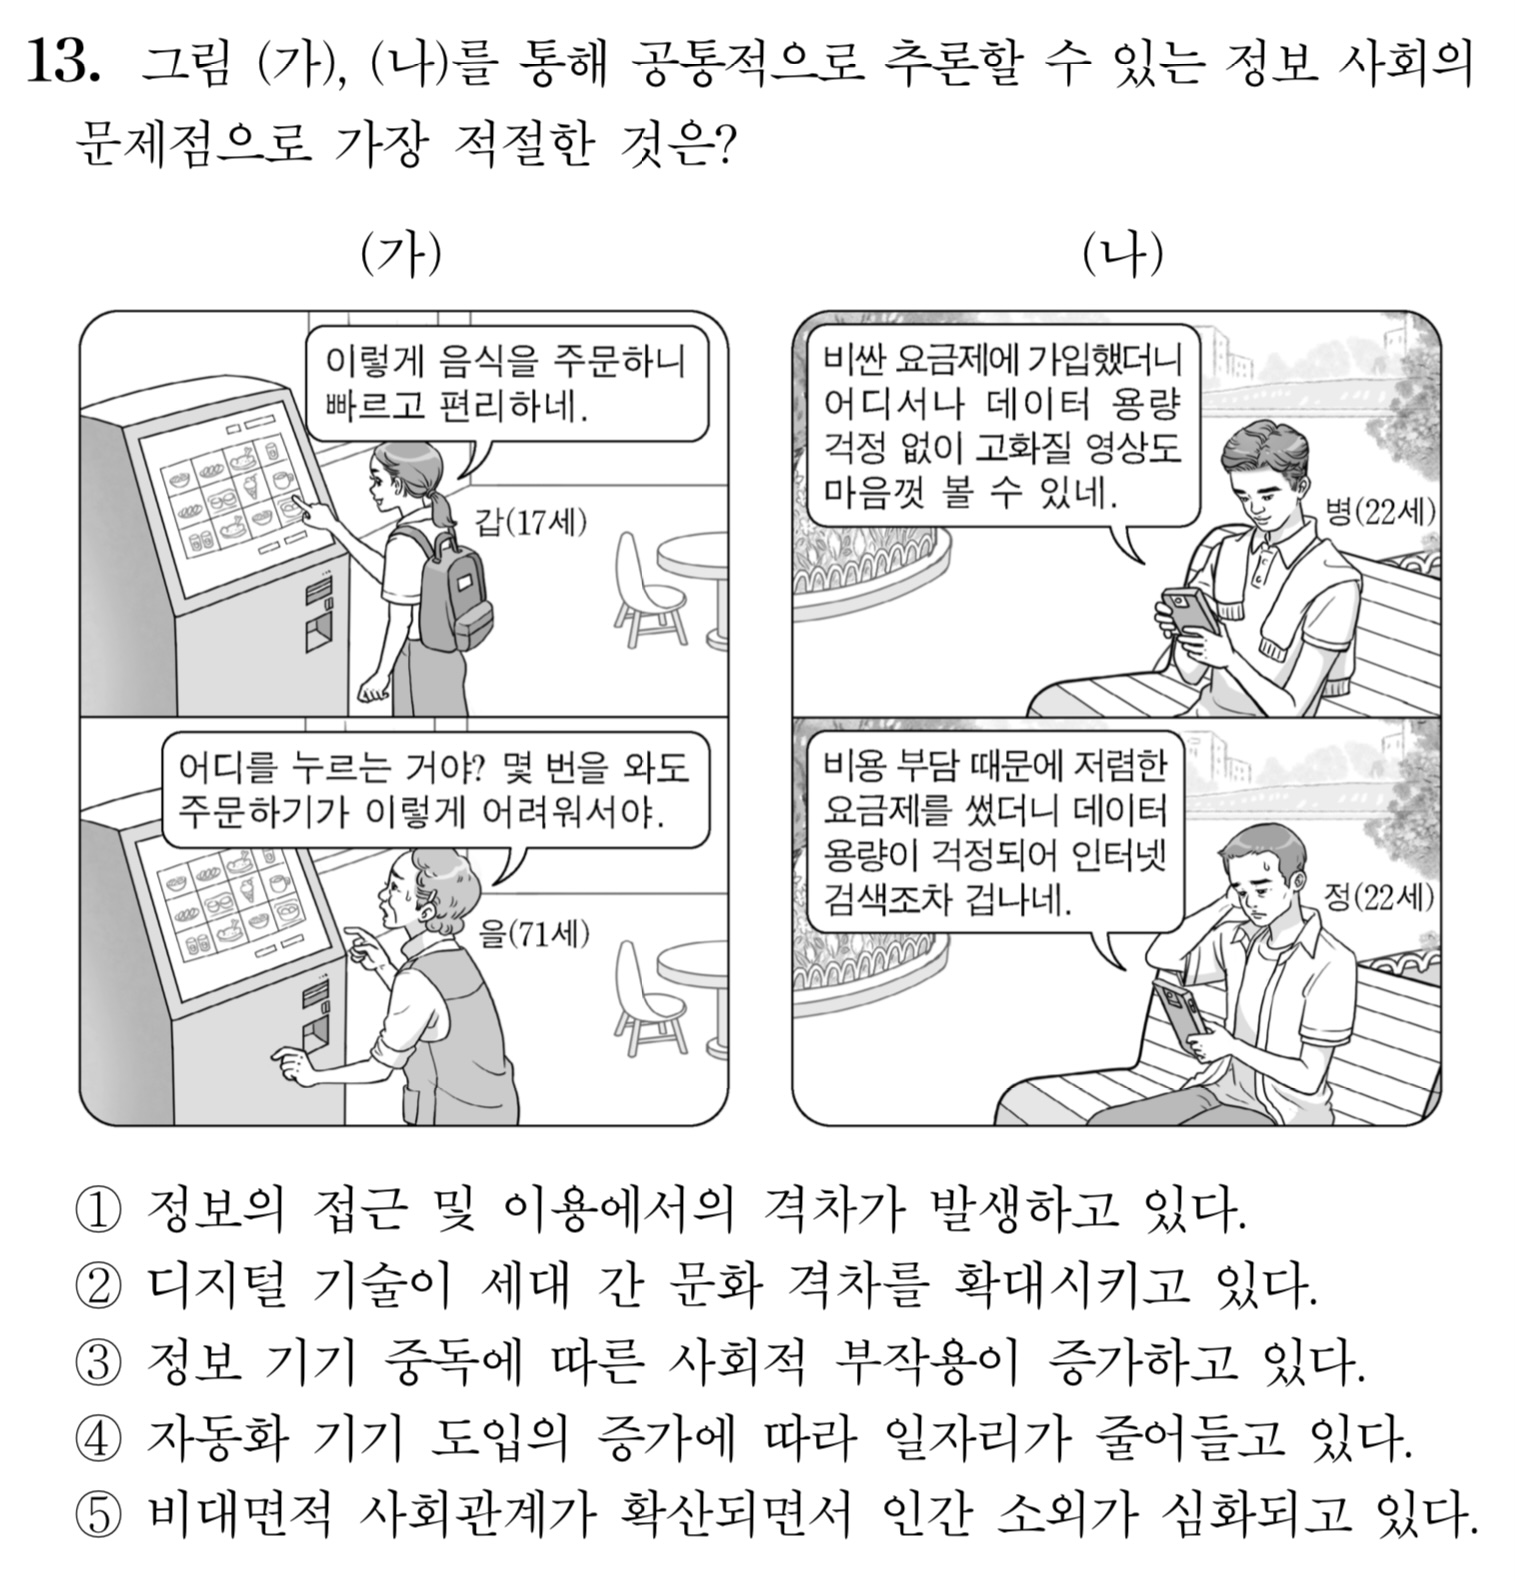 13. 그림 (가), (나)를 통해 공통적으로 추론할 수 있는 정보 사회의
문제점으로 가장 적절한 것은?
(가)
이렇게 음식을 주문하니
빠르고 편리하네.
갑(17세)
어디를 누르는 거야? 몇 번을 와도
주문하기가 이렇게 어려워서야.
을(71세)
(나)
비싼 요금제에 가입했더니
어디서나 데이터 용량
걱정 없이 고화질 영상도
마음껏 볼 수 있네.
병(22세)
비용 부담 때문에 저렴한
요금제를 썼더니 데이터
용량이 걱정되어 인터넷
검색조차 겁나네.
정(22세)
① 정보의 접근 및 이용에서의 격차가 발생하고 있다.
② 디지털 기술이 세대 간 문화 격차를 확대시키고 있다.
③ 정보 기기 중독에 따른 사회적 부작용이 증가하고 있다.
④ 자동화 기기 도입의 증가에 따라 일자리가 줄어들고 있다.
⑤ 비대면적 사회관계가 확산되면서 인간 소외가 심화되고 있다.